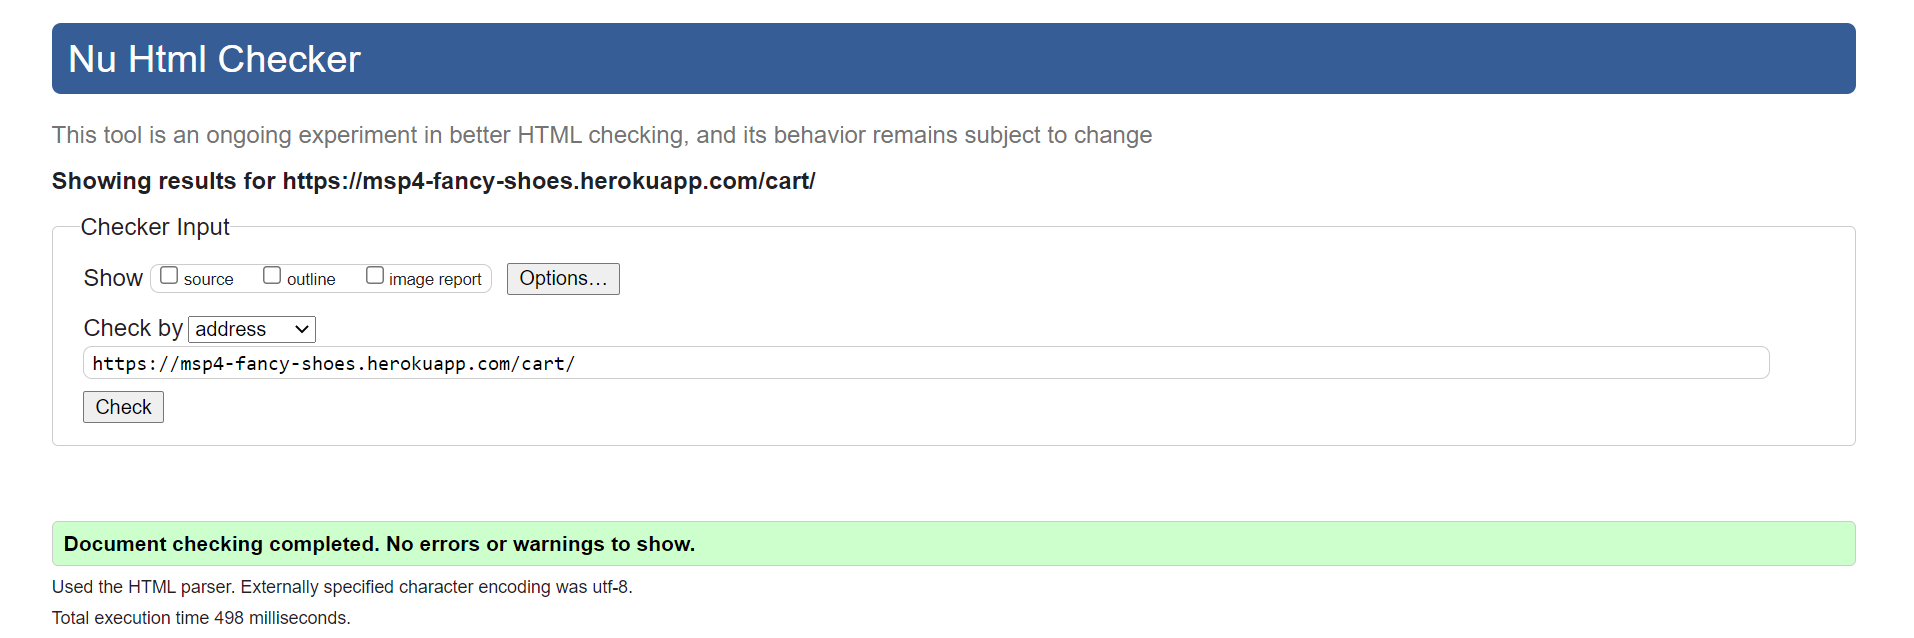 Nu Html Checker
This tool is an ongoing experiment in better HTML checking, and its behavior remains subject to change
Showing results for https://msp4-fancy-shoes.herokuapp.com/cart/
Checker Input
Show source outline image report Options...
Check by address
https://msp4-fancy-shoes.herokuapp.com/cart/
Check
Document checking completed. No errors or warnings to show.
Used the HTML parser. Externally specified character encoding was utf-8.
Total execution time 498 milliseconds.